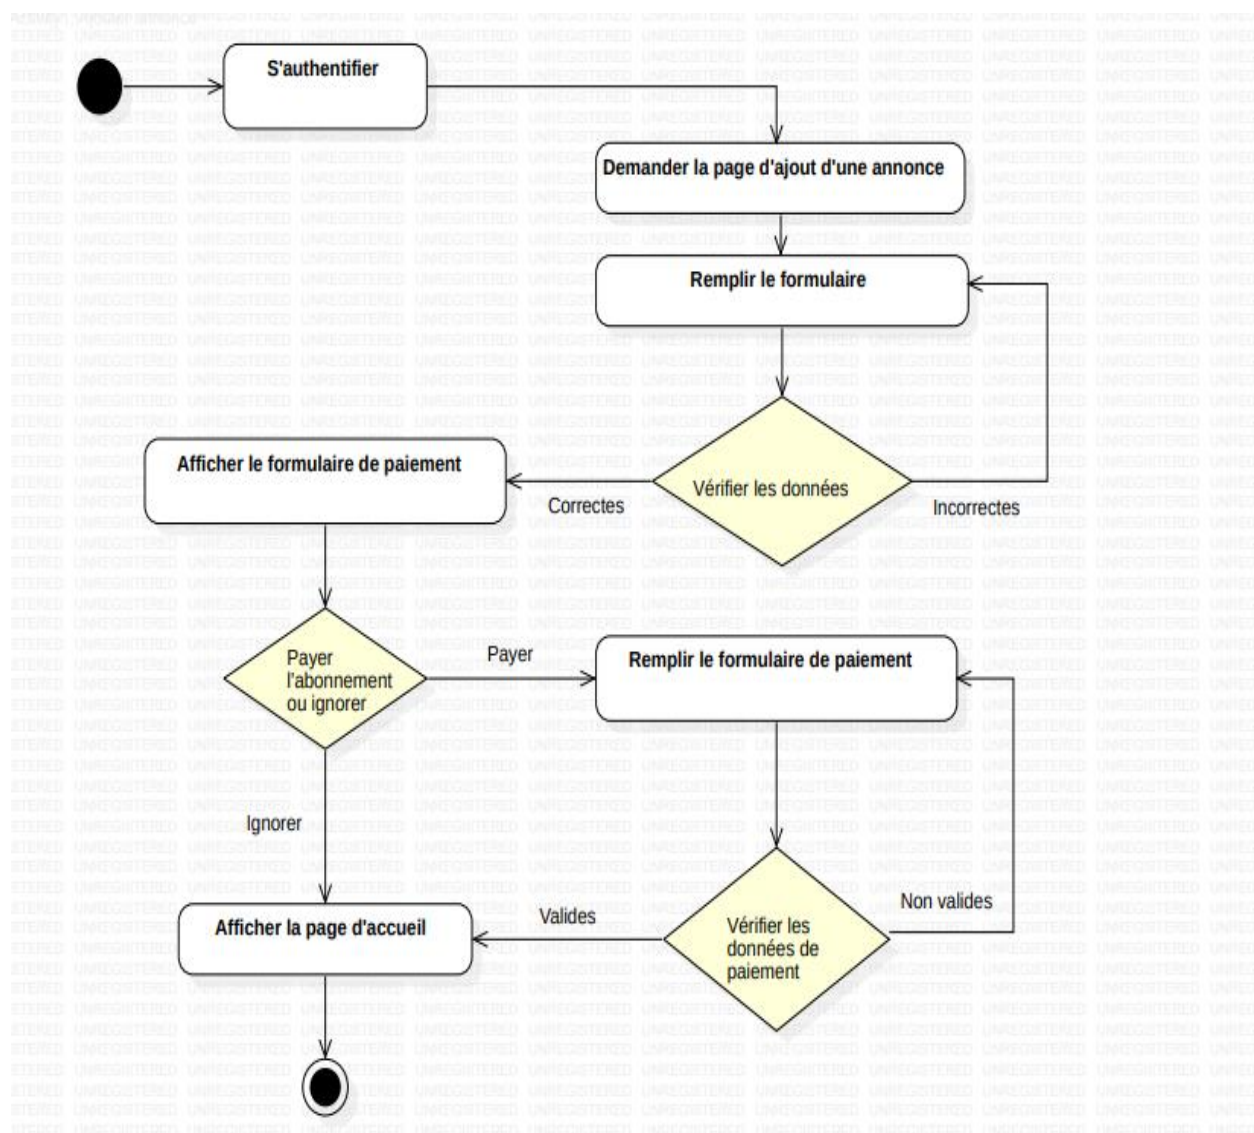 S'authentifier
Demander la page d'ajout d'une annonce
Remplir le formulaire
Afficher le formulaire de paiement
Vérifier les données
Correctes
Incorrectes
Payer
l'abonnement
ou ignorer
Payer
Remplir le formulaire de paiement
Ignorer
Afficher la page d'accueil
Valides
Non valides
Vérifier les
données de
paiement
UNREGISTERED